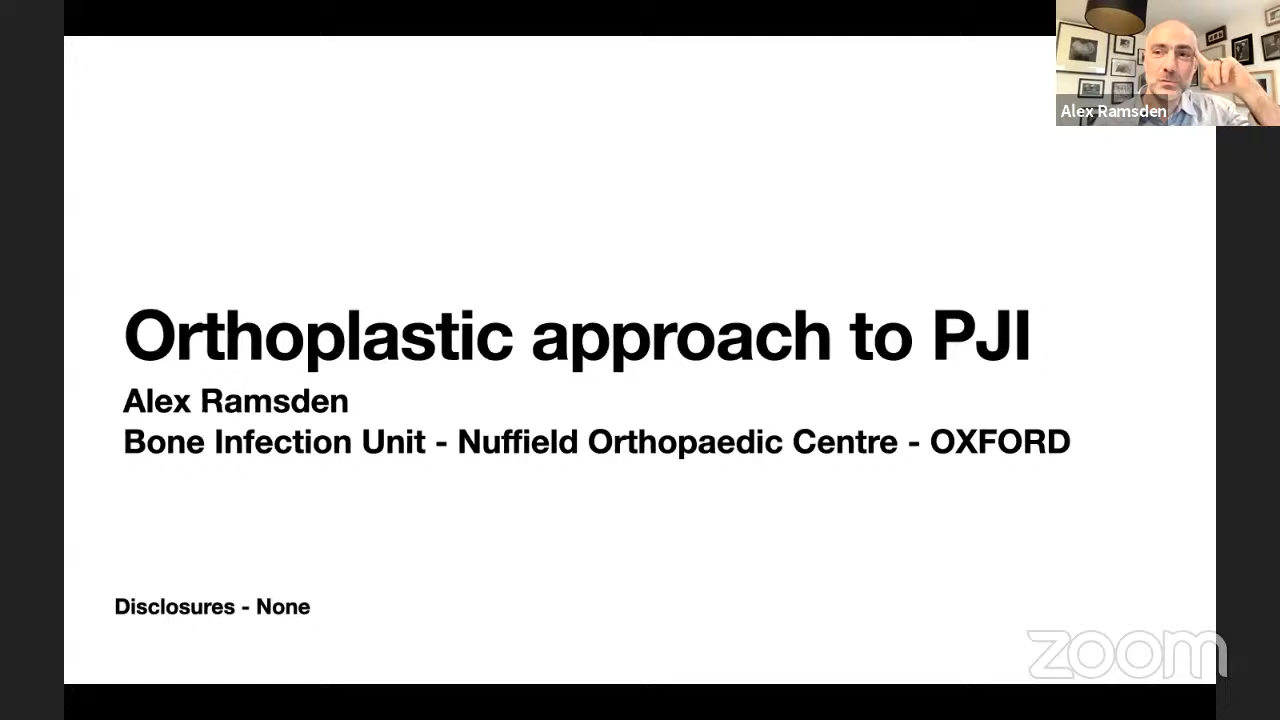 Alex Ramsden
Orthoplastic approach to PJI
Alex Ramsden
Bone Infection Unit - Nuffield Orthopaedic Centre - OXFORD
Disclosures - None
zoom